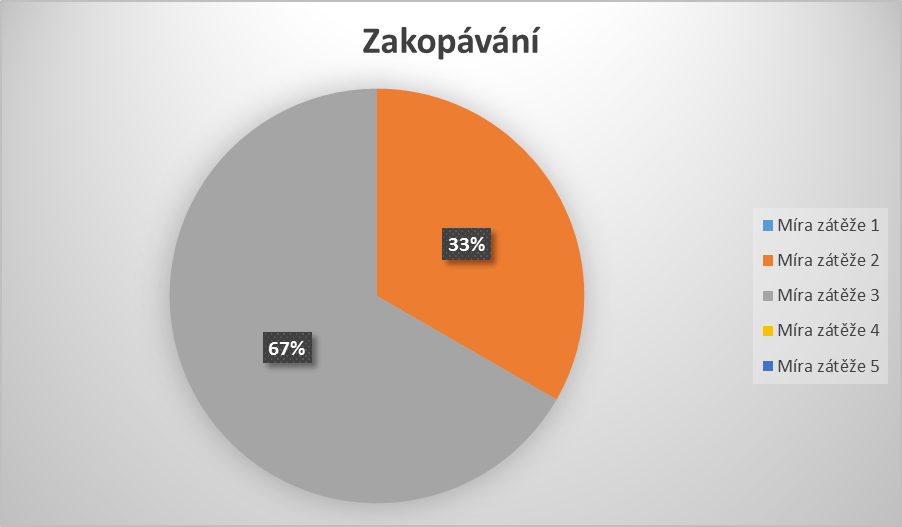 Zakopávání
33%
67%
Míra zátěže 1
Míra zátěže 2
Míra zátěže 3
Míra zátěže 4
Míra zátěže 5